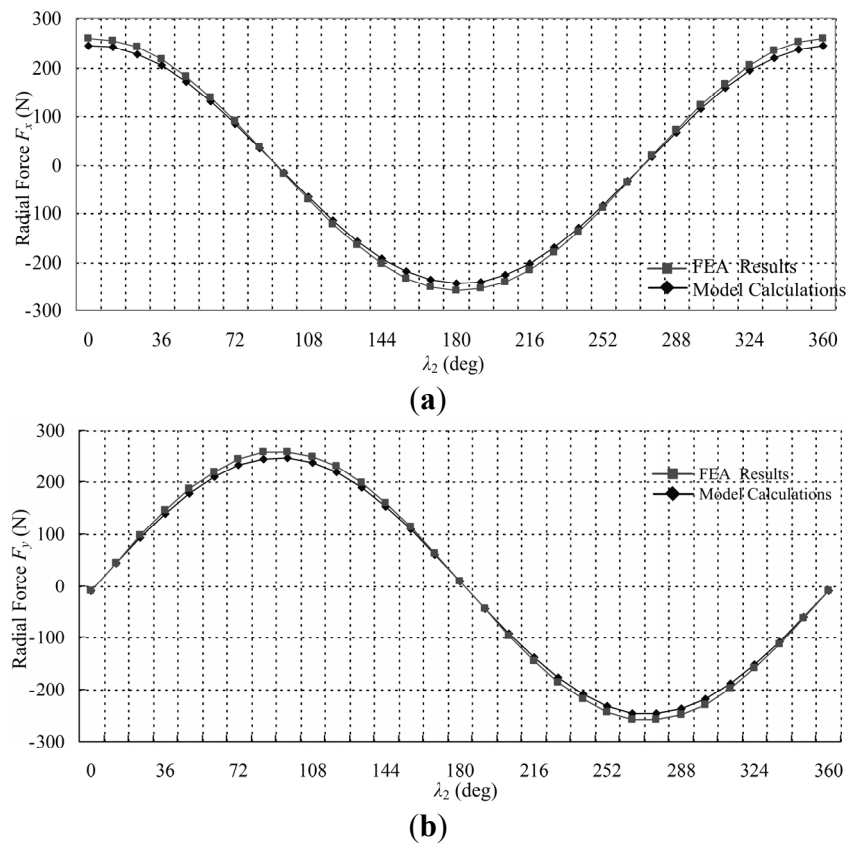 300
200
100
0
-100
-200
-300
Radial Force Fx (N)
FEA Results
Model Calculations
0 36 72 108 144 180 216 252 288 324 360
λ2 (deg)
(a)
300
200
100
0
-100
-200
-300
Radial Force Fy (N)
FEA Results
Model Calculations
0 36 72 108 144 180 216 252 288 324 360
λ2 (deg)
(b)